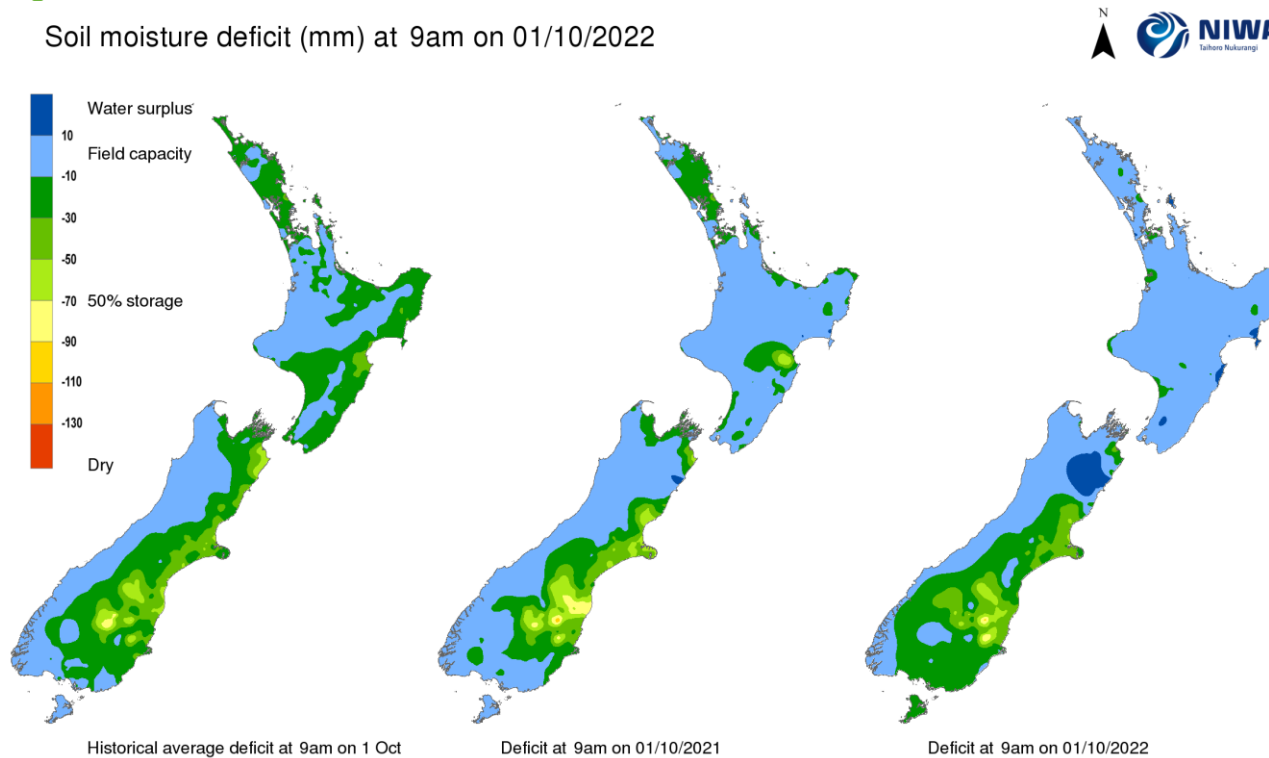 Soil moisture deficit (mm) at 9am on 01/10/2022
N
NIWA
Taihoro Nukurangi
Water surplus
10
Field capacity
-10
-30
-50
-70
50% storage
-90
-110
-130
Dry
Historical average deficit at 9am on 1 Oct
Deficit at 9am on 01/10/2021
Deficit at 9am on 01/10/2022